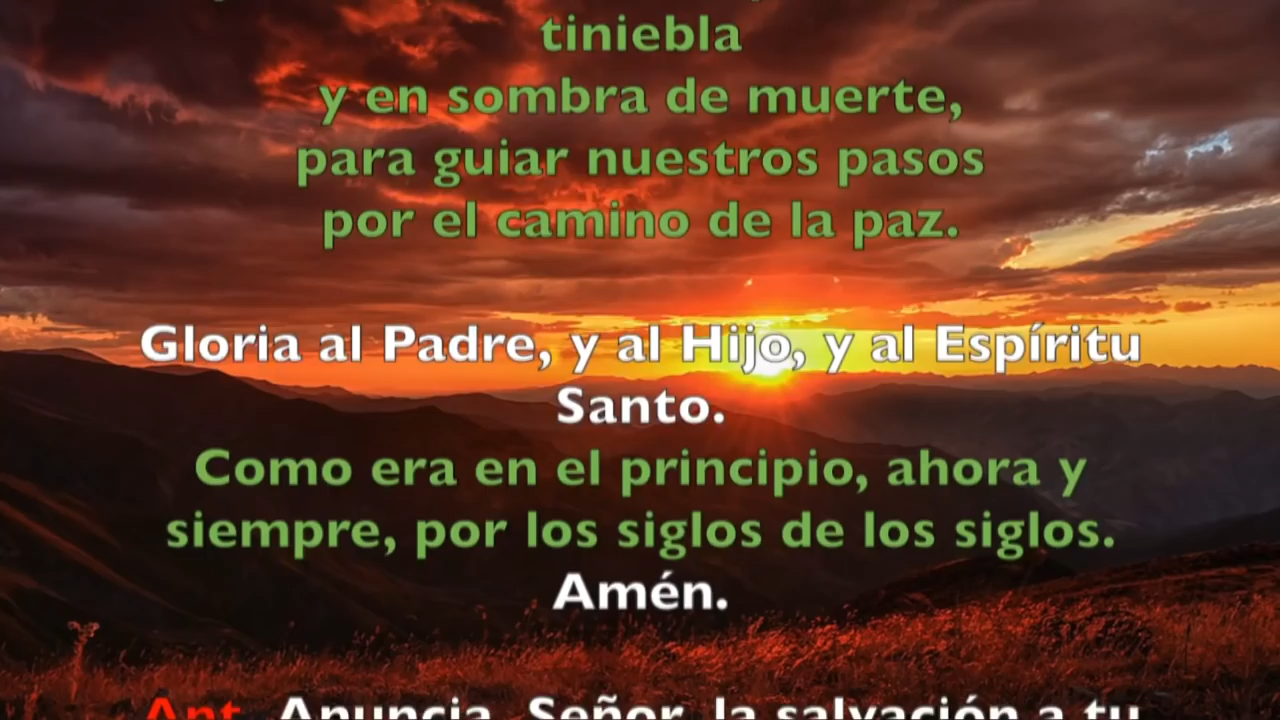 tiniebla
y en sombra de muerte,
para guiar nuestros pasos
por el camino de la paz.
Gloria al Padre, y al Hijo, y al Espíritu
Santo.
Como era en el principio, ahora y
siempre, por los siglos de los siglos.
Amén.
Ant. Anuncia, Señor, la salvación a tu